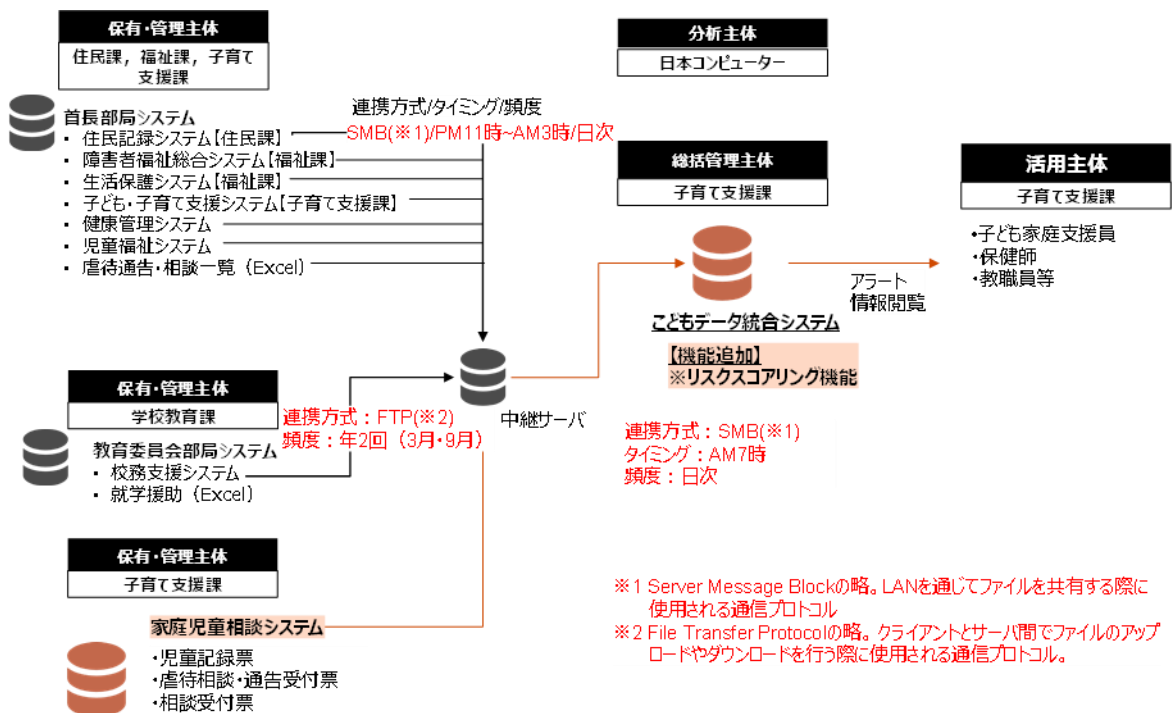 保有・管理主体
住民課，福祉課，子育て
支援課
首長部局システム
・ 住民記録システム【住民課】
・ 障害者福祉総合システム【福祉課】
・ 生活保護システム【福祉課】
・ 子ども・子育て支援システム【子育て支援課】
・ 健康管理システム
・ 児童福祉システム
・ 虐待通告・相談一覧（Excel）
連携方式/タイミング/頻度
SMB(※1)/PM11時~AM3時/日次
分析主体
日本コンピューター
総括管理主体
子育て支援課
こどもデータ統合システム
【機能追加】
※リスクスコアリング機能
連携方式：SMB(※1)
タイミング：AM7時
頻度：日次
アラート
情報閲覧
活用主体
子育て支援課
・子ども家庭支援員
・保健師
・教職員等
中継サーバ
保有・管理主体
学校教育課
教育委員会部局システム
・ 校務支援システム
・ 就学援助（Excel）
連携方式：FTP(※2)
頻度：年2回（3月・9月）
保有・管理主体
子育て支援課
家庭児童相談システム
・児童記録票
・虐待相談・通告受付票
・相談受付票
※1 Server Message Blockの略。LANを通じてファイルを共有する際に
使用される通信プロトコル
※2 File Transfer Protocolの略。クライアントとサーバ間でファイルのアップ
ロードやダウンロードを行う際に使用される通信プロトコル。